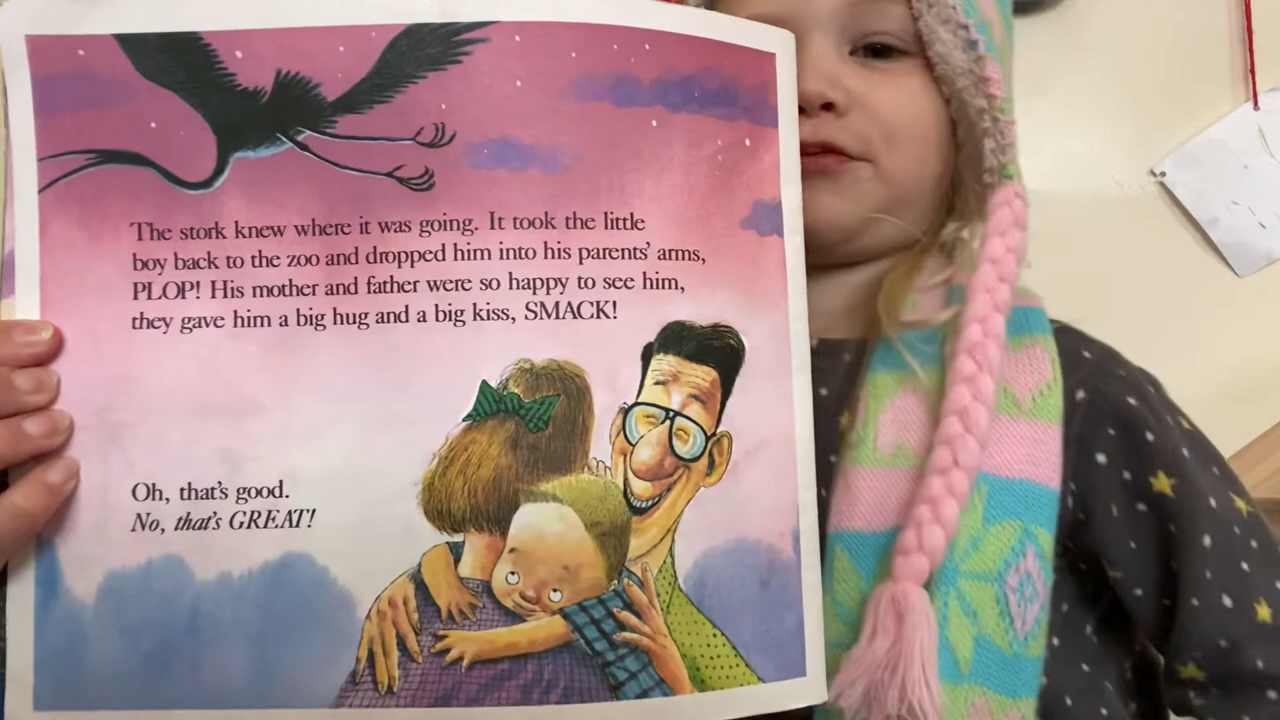 The stork knew where it was going. It took the little
boy back to the zoo and dropped him into his parents' arms,
PLOP! His mother and father were so happy to see him,
they gave him a big hug and a big kiss, SMACK!
Oh, that's good.
No, that's GREAT!